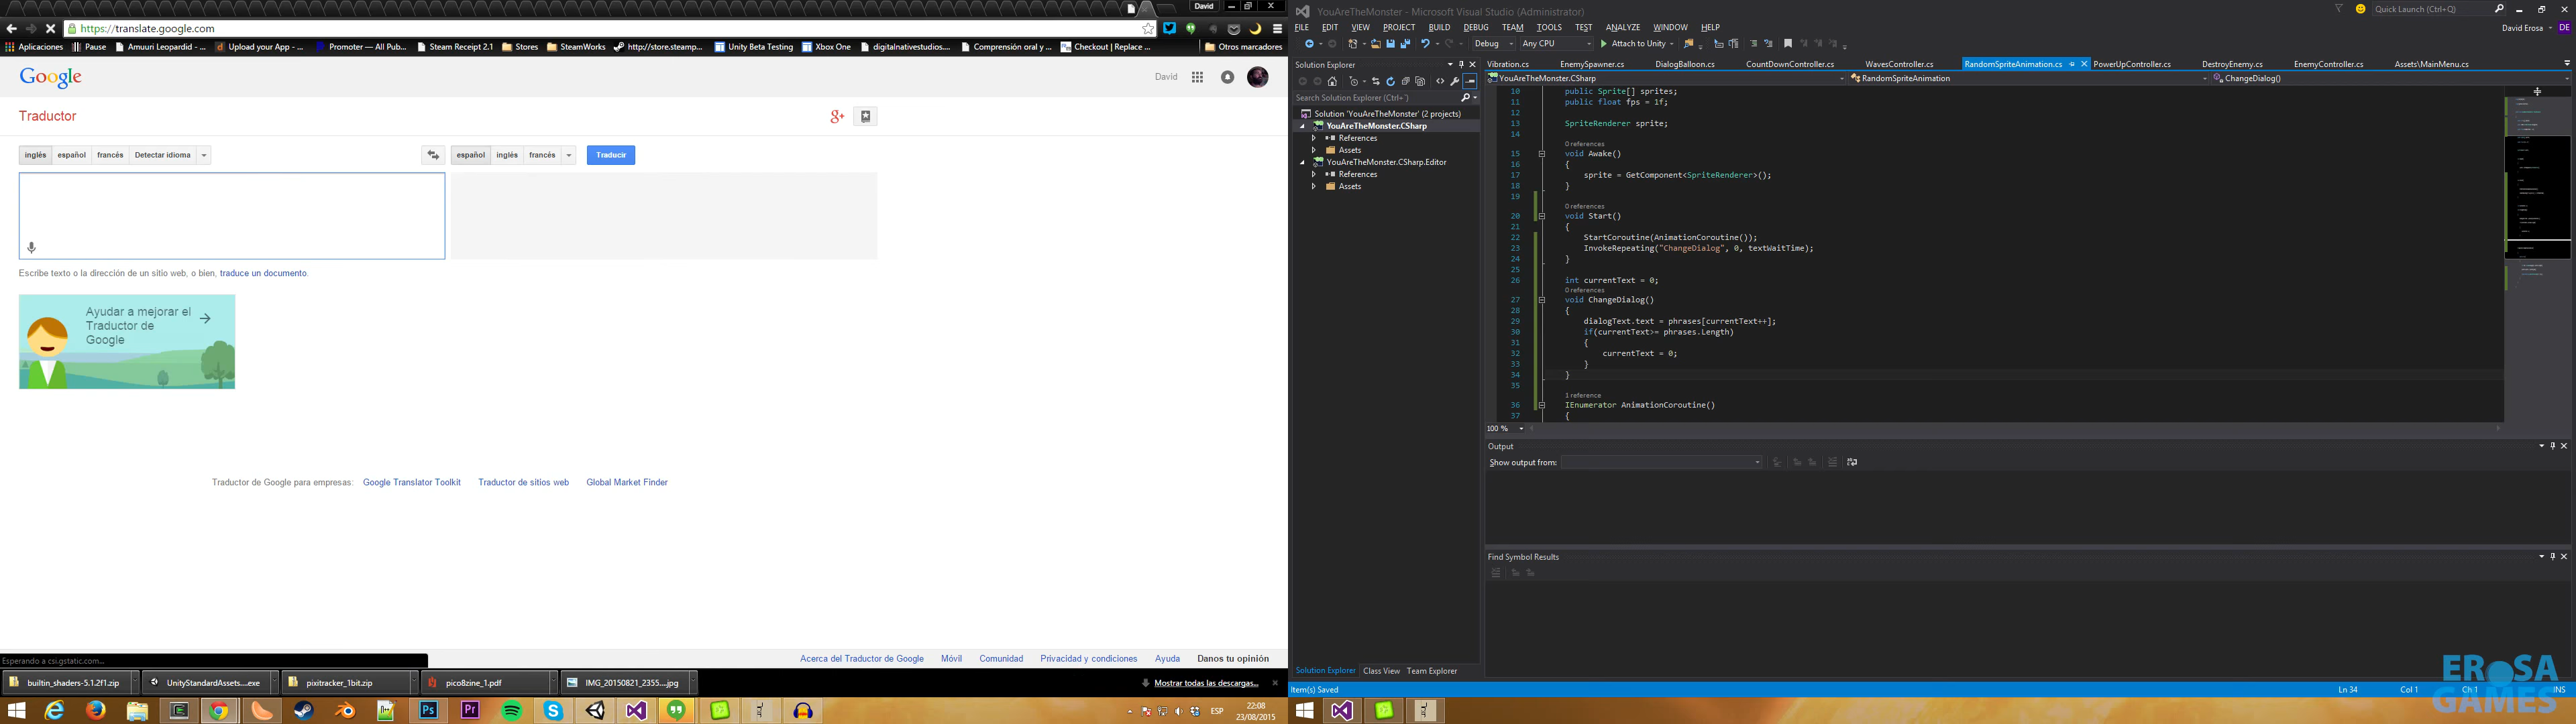 David
https://translate.google.com
Aplicaciones Pause Amuuri Leopardid - ... Upload your App - ... Promoter — All Pub... Steam Receipt 2.1 Stores SteamWorks http://store.steamp... Unity Beta Testing Xbox One digitalnativestudios... Comprensión oral y ... Checkout | Replace ... Otros marcadores
Google
David
Traductor
inglés español francés Detectar idioma
español inglés francés Traducir
Escribe texto o la dirección de un sitio web, o bien, traduce un documento.
Ayudar a mejorar el
Traductor de
Google
Traductor de Google para empresas: Google Translator Toolkit Traductor de sitios web Global Market Finder
Esperando a csi.gstatic.com...
Acerca del Traductor de Google Móvil Comunidad Privacidad y condiciones Ayuda Danos tu opinión
builtin_shaders-5.1.2f1.zip UnityStandardAssets....exe pixitracker_1bit.zip pico8zine_1.pdf IMG_20150821_2355....jpg Mostrar todas las descargas...
ESP
22:08
23/08/2015
YouAreTheMonster - Microsoft Visual Studio (Administrator)
Quick Launch (Ctrl+Q)
FILE EDIT VIEW PROJECT BUILD DEBUG TEAM TOOLS TEST ANALYZE WINDOW HELP
David Erosa DE
Debug Any CPU Attach to Unity
Solution Explorer
Search Solution Explorer (Ctrl+´)
Solution 'YouAreTheMonster' (2 projects)
YouAreTheMonster.CSharp
References
Assets
YouAreTheMonster.CSharp.Editor
References
Assets
Solution Explorer Class View Team Explorer
Vibration.cs EnemySpawner.cs DialogBalloon.cs CountDownController.cs WavesController.cs RandomSpriteAnimation.cs PowerUpController.cs DestroyEnemy.cs EnemyController.cs Assets\MainMenu.cs
YouAreTheMonster.CSharp RandomSpriteAnimation ChangeDialog()
10 public Sprite[] sprites;
11 public float fps = 1f;
12
13 SpriteRenderer sprite;
14
0 references
15 void Awake()
16 {
17 sprite = GetComponent<SpriteRenderer>();
18 }
19
0 references
20 void Start()
21 {
22 StartCoroutine(AnimationCoroutine());
23 InvokeRepeating("ChangeDialog", 0, textWaitTime);
24 }
25
26 int currentText = 0;
0 references
27 void ChangeDialog()
28 {
29 dialogText.text = phrases[currentText++];
30 if(currentText>= phrases.Length)
31 {
32 currentText = 0;
33 }
34 }
35
1 reference
36 IEnumerator AnimationCoroutine()
37 {
100 %
Output
Show output from:
Find Symbol Results
Item(s) Saved Ln 34 Col 1 Ch 1 INS
EROSA
GAMES